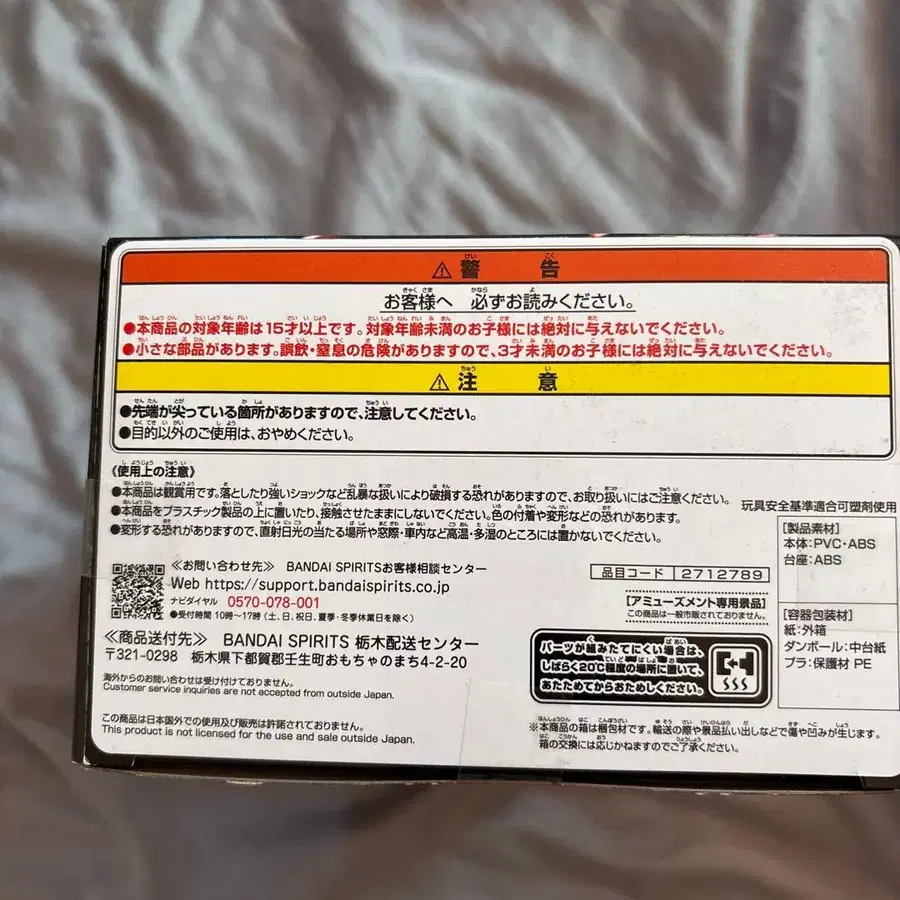 ⚠ 警告
お客様へ 必ずお読みください。
●本商品の対象年齢は15才以上です。対象年齢未満のお子様には絶対に与えないでください。
●小さな部品があります。誤飲・窒息の危険がありますので、3才未満のお子様には絶対に与えないでください。
⚠ 注意
●先端が尖っている箇所がありますので、注意してください。
●目的以外のご使用は、おやめください。
《使用上の注意》
●本商品は観賞用です。落としたり強いショックなど乱暴な扱いにより破損する恐れがありますので、お取り扱いにはご注意ください。
●本商品をプラスチック製品の上に置いたり、接触させたままにしないでください。色の付着や変形などの恐れがあります。
●変形する恐れがありますので、直射日光の当たる場所や窓際・車内など高温・多湿のところには置かないでください。
玩具安全基準適合可塑剤使用
[製品素材]
本体:PVC・ABS
台座:ABS
≪お問い合わせ先≫ BANDAI SPIRITSお客様相談センター
Web https://support.bandaispirits.co.jp
ナビダイヤル 0570-078-001
●受付時間 10時〜17時(土、日、祝日、夏季・冬季休業日を除く)
品目コード 2712789
[アミューズメント専用景品]
この商品は一般市販されておりません。
[容器包装材]
紙:外箱
ダンボール:中台紙
プラ:保護材 PE
≪商品送付先≫ BANDAI SPIRITS 栃木配送センター
〒321-0298 栃木県下都賀郡壬生町おもちゃのまち4-2-20
パーツが組みたてにくい場合は、
しばらく20℃程度の場所に置いて、
あたためてからおためしください。
海外からのお問い合わせは受け付けておりません。
Customer service inquiries are not accepted from outside Japan.
この商品は日本国外での使用及び販売は許諾されておりません。
This product is not licensed for the use and sale outside Japan.
※本商品の箱は梱包材です。輸送の際や景品払い出しなどで傷や凹みが生じます。
箱の交換には応じかねますのでご了承ください。